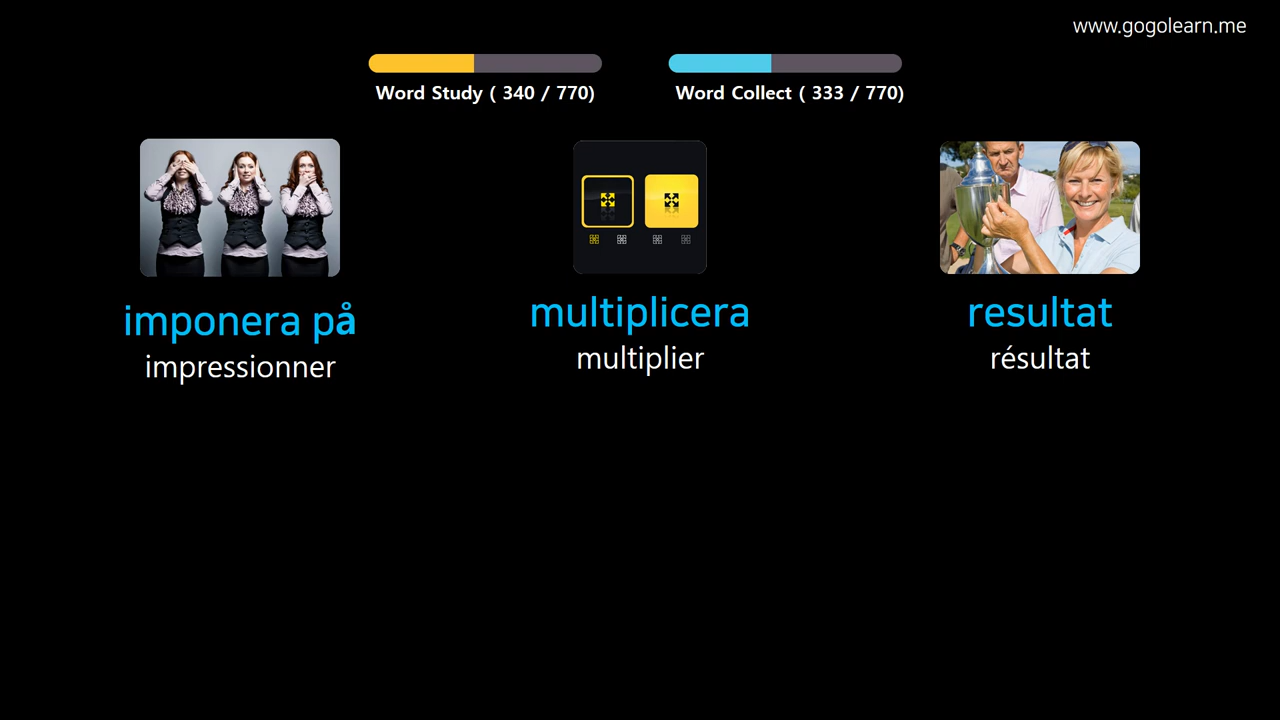 www.gogolearn.me
Word Study ( 340 / 770)
Word Collect ( 333 / 770)
imponera på
impressionner
multiplicera
multiplier
resultat
résultat